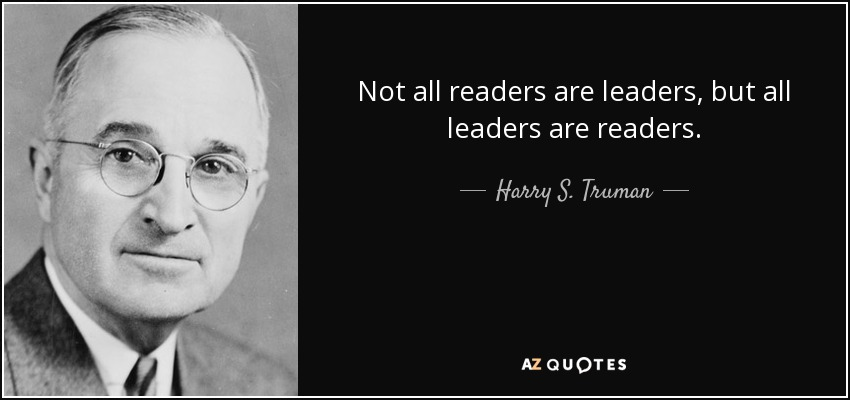 Not all readers are leaders, but all
leaders are readers.
Harry S. Truman
AZ QUOTES